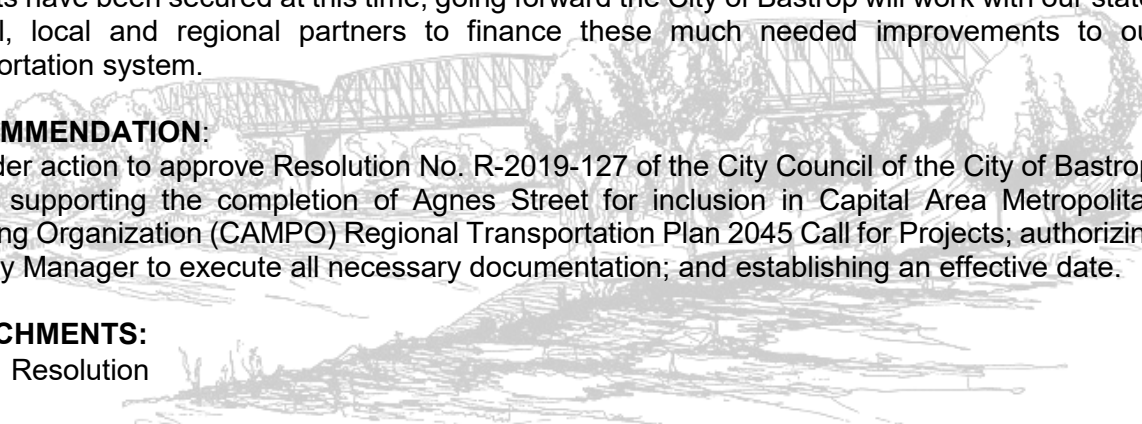 ts have been secured at this time, going forward the City of Bastrop will work with our state
l, local and regional partners to finance these much needed improvements to ou
ortation system.
OMMENDATION:
der action to approve Resolution No. R-2019-127 of the City Council of the City of Bastrop
supporting the completion of Agnes Street for inclusion in Capital Area Metropolita
ng Organization (CAMPO) Regional Transportation Plan 2045 Call for Projects; authorizin
y Manager to execute all necessary documentation; and establishing an effective date.
CHMENTS:
Resolution